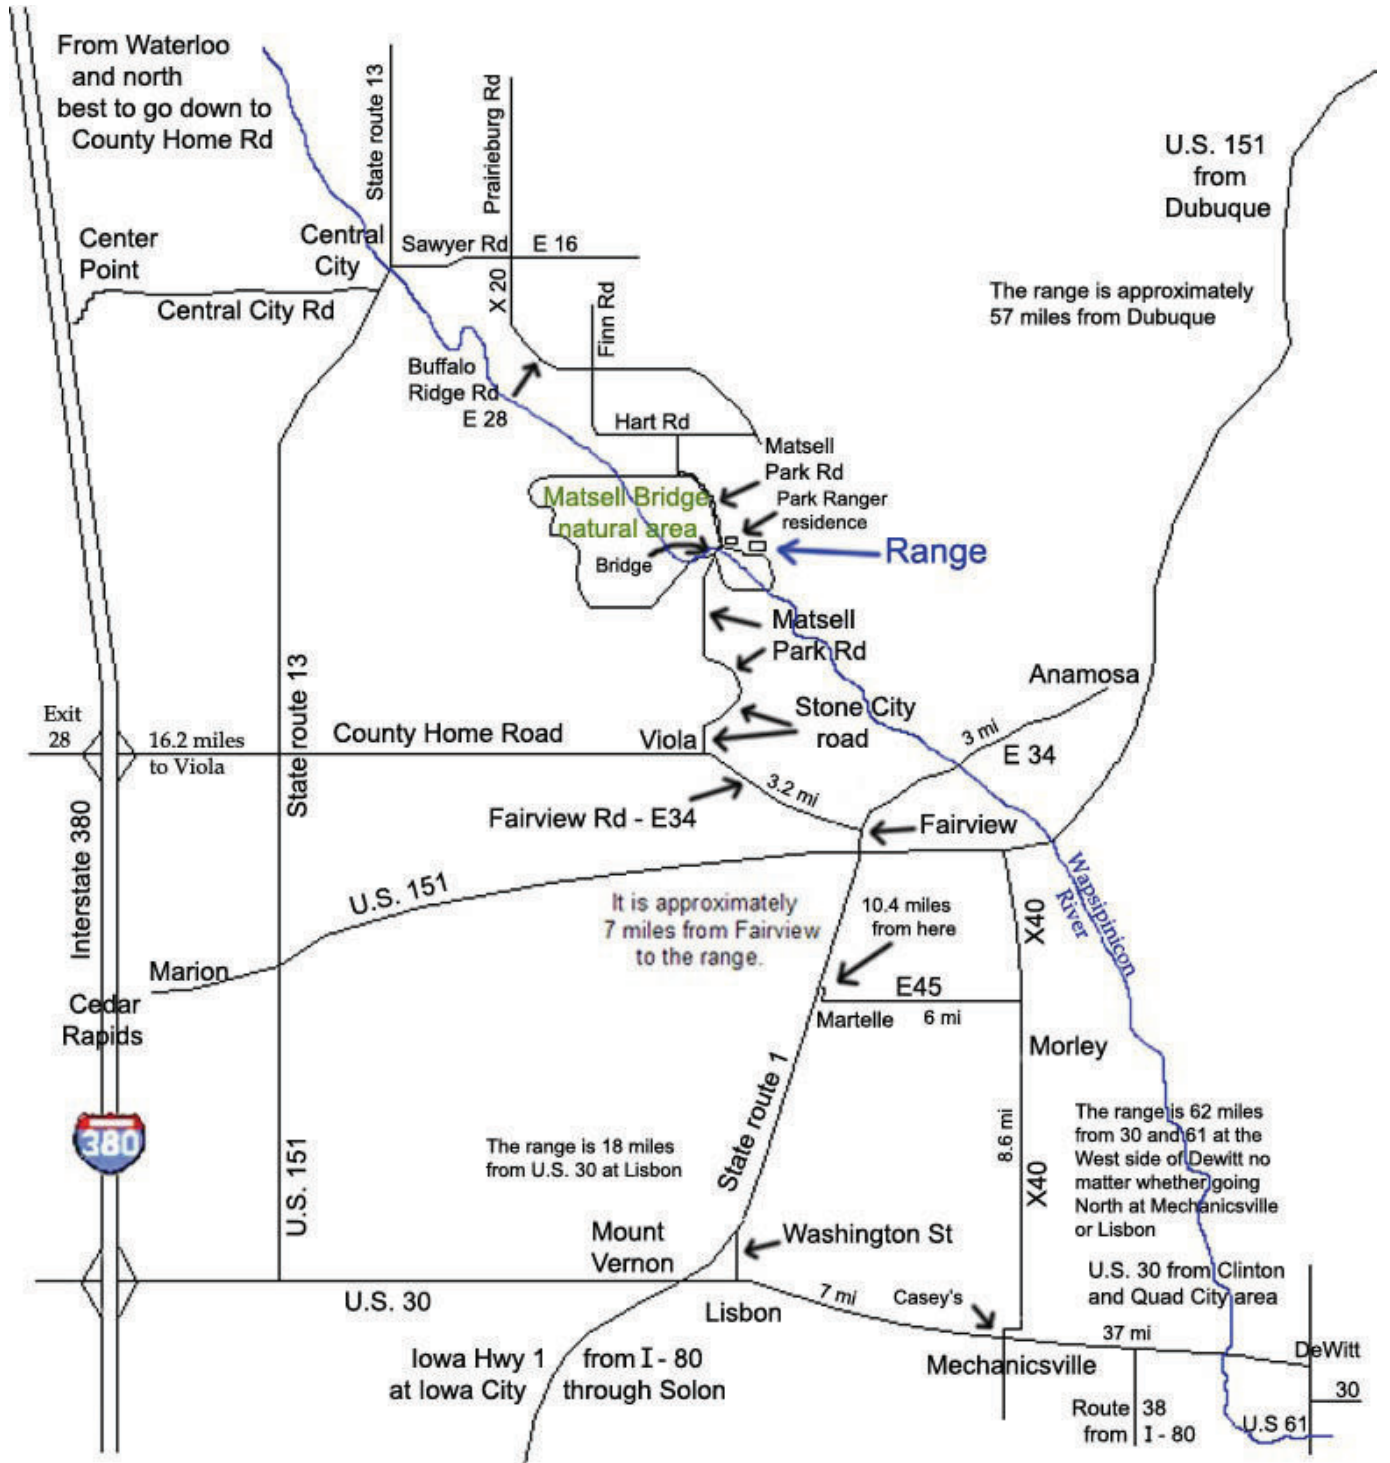 From Waterloo
and north
best to go down to
County Home Rd
State route 13
Prairieburg Rd
U.S. 151
from
Dubuque
Center
Point
Central
City
Sawyer Rd
E 16
X 20
Central City Rd
Finn Rd
The range is approximately
57 miles from Dubuque
Buffalo
Ridge Rd
E 28
Hart Rd
Matsell
Park Rd
Matsell Bridge
natural area
Park Ranger
residence
Bridge
Range
Matsell
Park Rd
Anamosa
State route 13
Stone City
road
Exit
28
16.2 miles
to Viola
County Home Road
Viola
3 mi
E 34
3.2 mi
Fairview Rd - E34
Fairview
Interstate 380
U.S. 151
Wapsipinicon
River
It is approximately
7 miles from Fairview
to the range.
10.4 miles
from here
X40
Marion
Cedar
Rapids
E45
Martelle
6 mi
Morley
State route 1
380
The range is 18 miles
from U.S. 30 at Lisbon
8.6 mi
X40
The range is 62 miles
from 30 and 61 at the
West side of Dewitt no
matter whether going
North at Mechanicsville
or Lisbon
U.S. 151
Mount
Vernon
Washington St
U.S. 30 from Clinton
and Quad City area
U.S. 30
Lisbon
7 mi
Casey's
37 mi
DeWitt
Mechanicsville
Iowa Hwy 1
at Iowa City
from I - 80
through Solon
30
Route 38
from I - 80
U.S 61